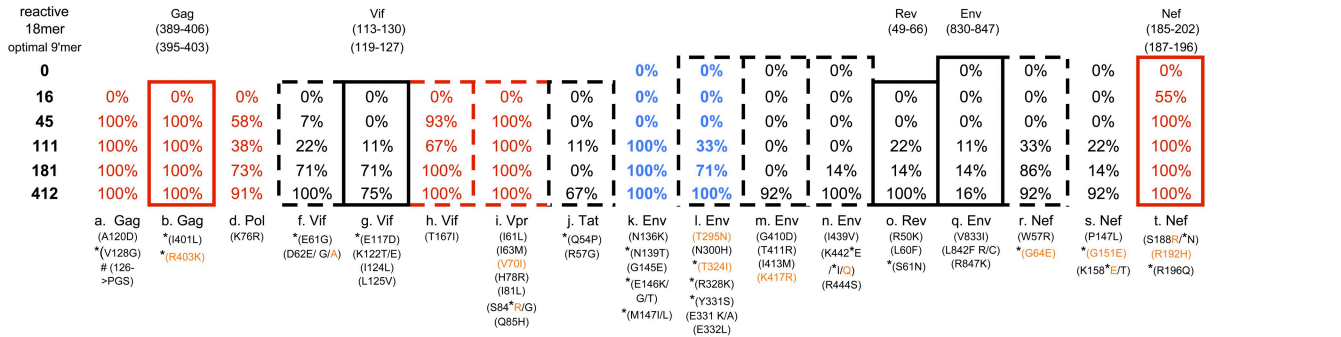 reactive Gag Vif Rev Env Nef
18mer (389-406) (113-130) (49-66) (830-847) (185-202)
optimal 9'mer (395-403) (119-127) (187-196)
0 0% 0% 0% 0% 0% 0% 0% 0%
16 0% 0% 0% 0% 0% 0% 0% 0% 0% 0% 0% 0% 0% 0% 0% 0% 55%
45 100% 100% 58% 7% 0% 93% 100% 0% 0% 0% 0% 0% 0% 0% 0% 0% 100%
111 100% 100% 38% 22% 11% 67% 100% 11% 100% 33% 0% 0% 22% 11% 33% 22% 100%
181 100% 100% 73% 71% 71% 100% 100% 0% 100% 71% 0% 14% 14% 14% 86% 14% 100%
412 100% 100% 91% 100% 75% 100% 100% 67% 100% 100% 92% 100% 100% 16% 92% 92% 100%
a. Gag b. Gag d. Pol f. Vif g. Vif h. Vif i. Vpr j. Tat k. Env l. Env m. Env n. Env o. Rev q. Env r. Nef s. Nef t. Nef
(A120D) *(I401L) (K76R) *(E61G) *(E117D) (T167I) (I61L) *(Q54P) (N136K) (T295N) (G410D) (I439V) (R50K) (V833I) (W57R) (P147L) (S188R/*N)
*(V128G) *(R403K) (D62E/ G/A) (K122T/E) (I63M) (R57G) *(N139T) (N300H) (T411R) (K442*E (L60F) (L842F R/C) *(G64E) *(G151E) (R192H)
# (126- (I124L) (V70I) (G145E) *(T324I) (I413M) /*I/Q) *(S61N) (R847K) (K158*E/T) *(R196Q)
->PGS) (L125V) (H78R) *(E146K/ *(R328K) (K417R) (R444S)
(I81L) G/T) *(Y331S)
(S84*R/G) *(M147I/L) (E331 K/A)
(Q85H) (E332L)